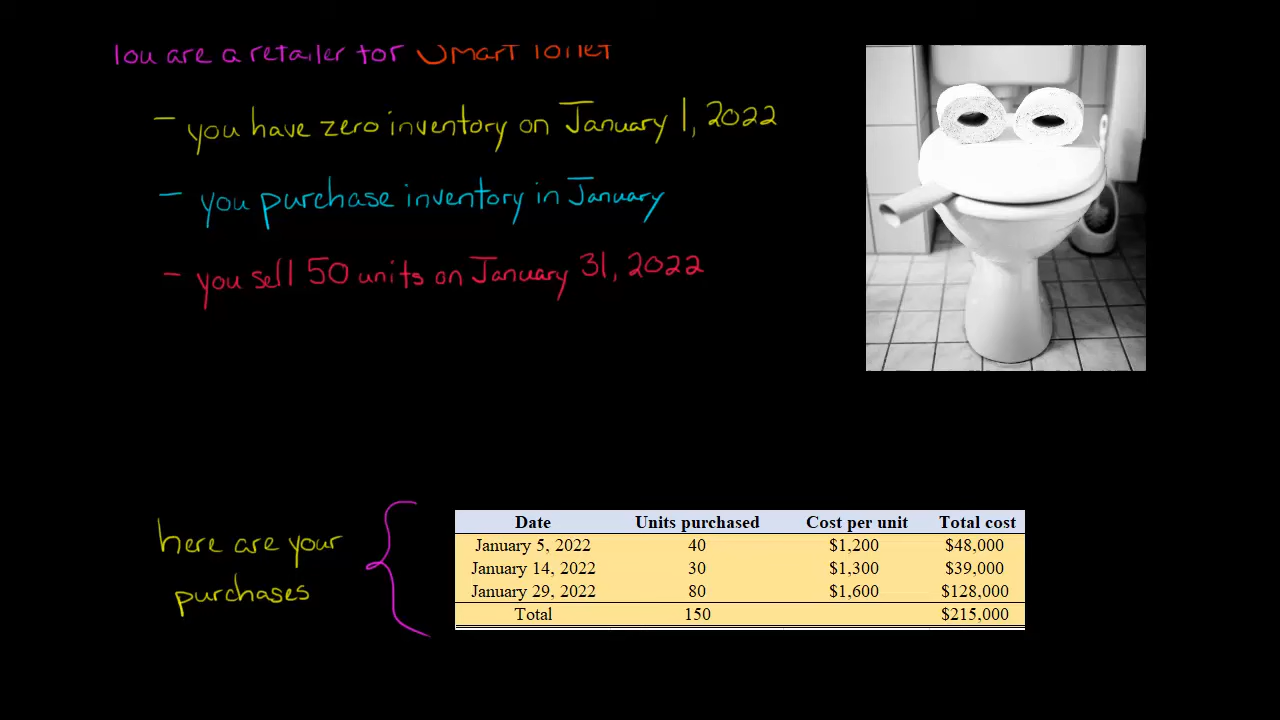 You are a retailer for Smart Toilet
- you have zero inventory on January 1, 2022
- you purchase inventory in January
- you sell 50 units on January 31, 2022
here are your
purchases
Date Units purchased Cost per unit Total cost
January 5, 2022 40 $1,200 $48,000
January 14, 2022 30 $1,300 $39,000
January 29, 2022 80 $1,600 $128,000
Total 150 $215,000